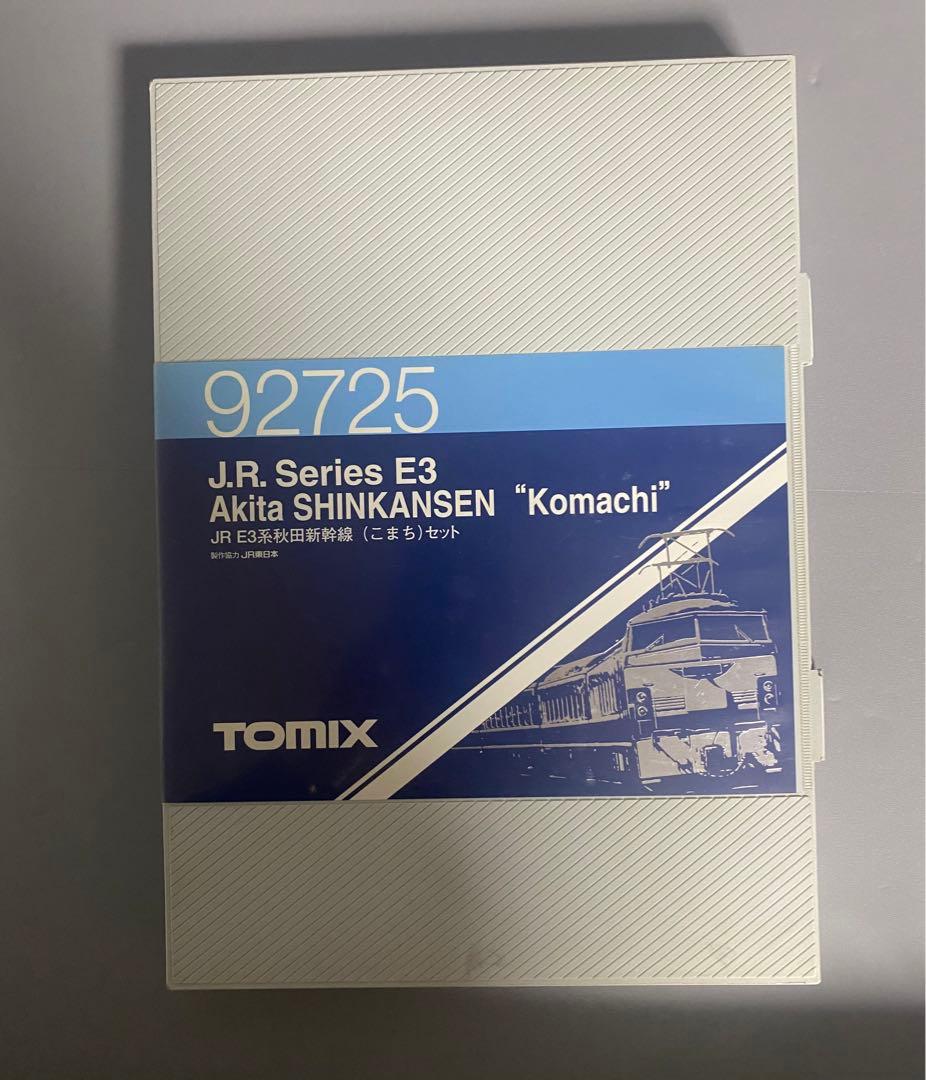 92725
J.R. Series E3
Akita SHINKANSEN “Komachi”
JR E3系秋田新幹線（こまち）セット
製作協力 JR東日本
TOMIX